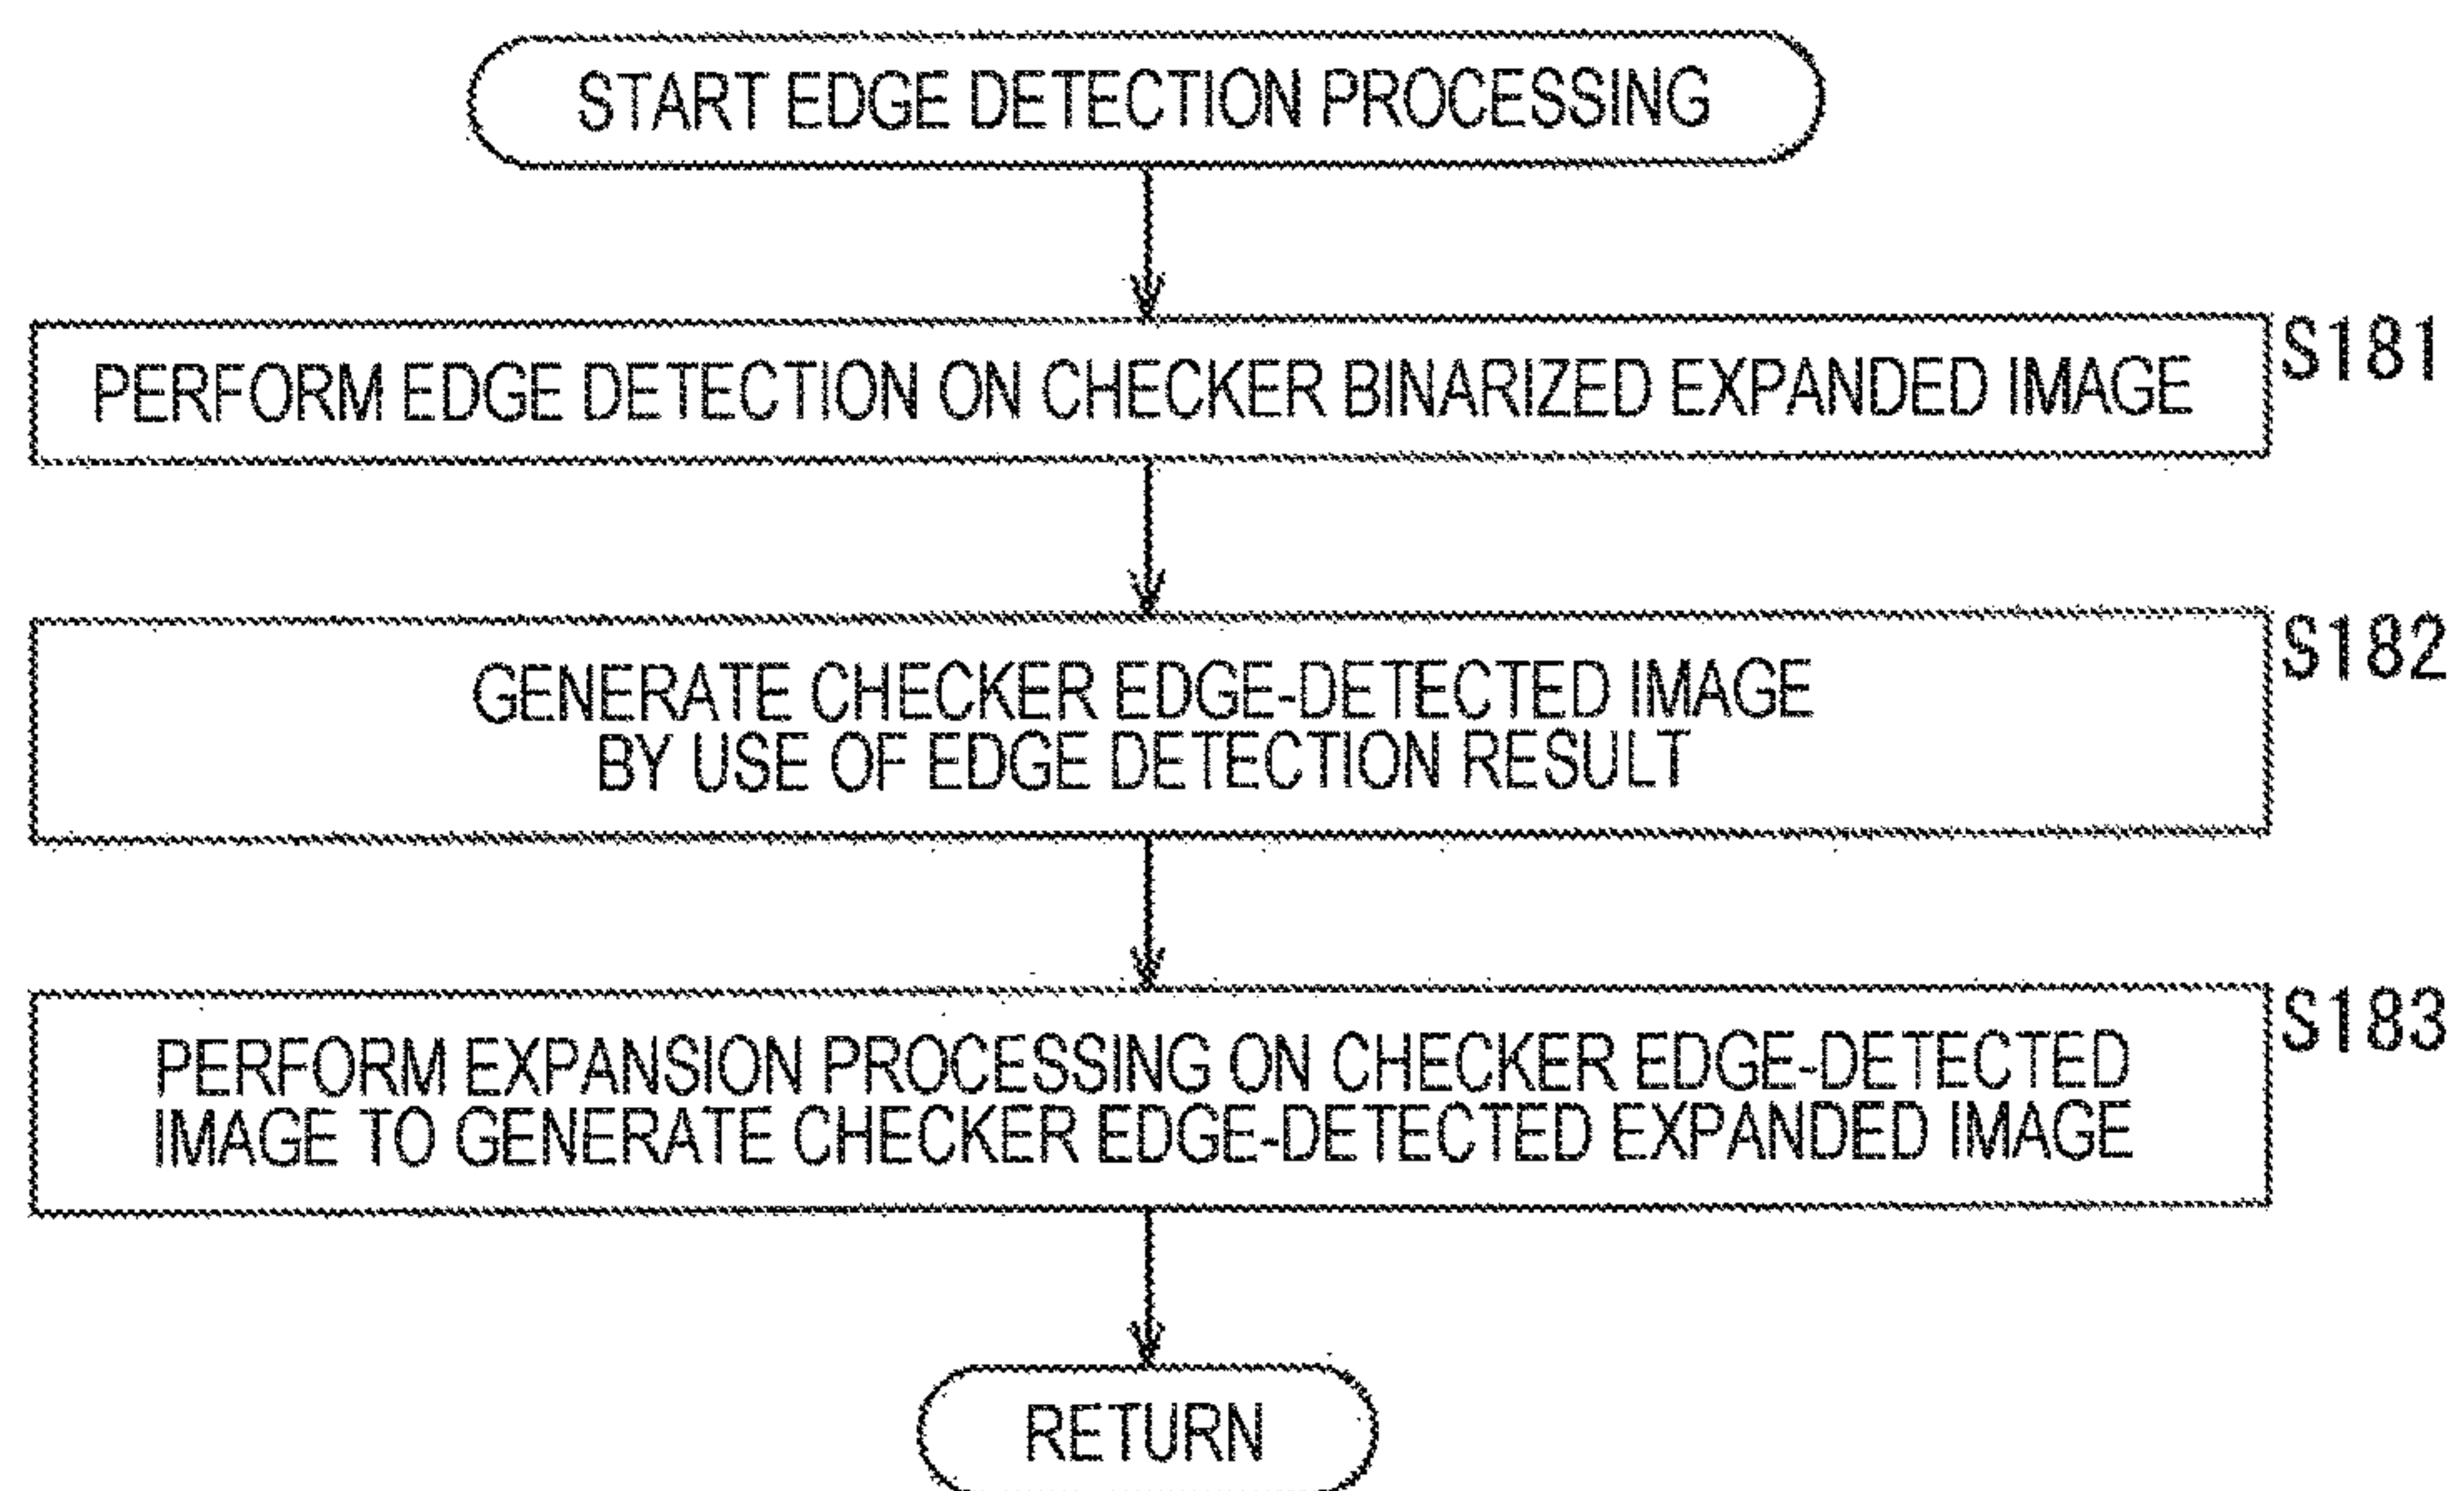 START EDGE DETECTION PROCESSING
PERFORM EDGE DETECTION ON CHECKER BINARIZED EXPANDED IMAGE
S181
GENERATE CHECKER EDGE-DETECTED IMAGE
BY USE OF EDGE DETECTION RESULT
S182
PERFORM EXPANSION PROCESSING ON CHECKER EDGE-DETECTED
IMAGE TO GENERATE CHECKER EDGE-DETECTED EXPANDED IMAGE
S183
RETURN